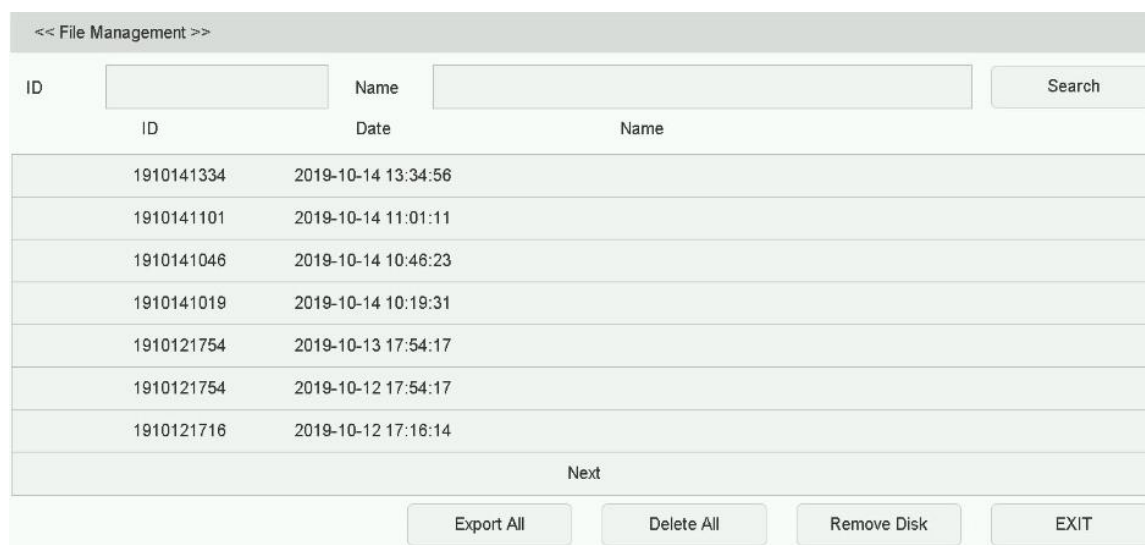 << File Management >>
ID Name Search
ID Date Name
1910141334 2019-10-14 13:34:56
1910141101 2019-10-14 11:01:11
1910141046 2019-10-14 10:46:23
1910141019 2019-10-14 10:19:31
1910121754 2019-10-13 17:54:17
1910121754 2019-10-12 17:54:17
1910121716 2019-10-12 17:16:14
Next
Export All Delete All Remove Disk EXIT